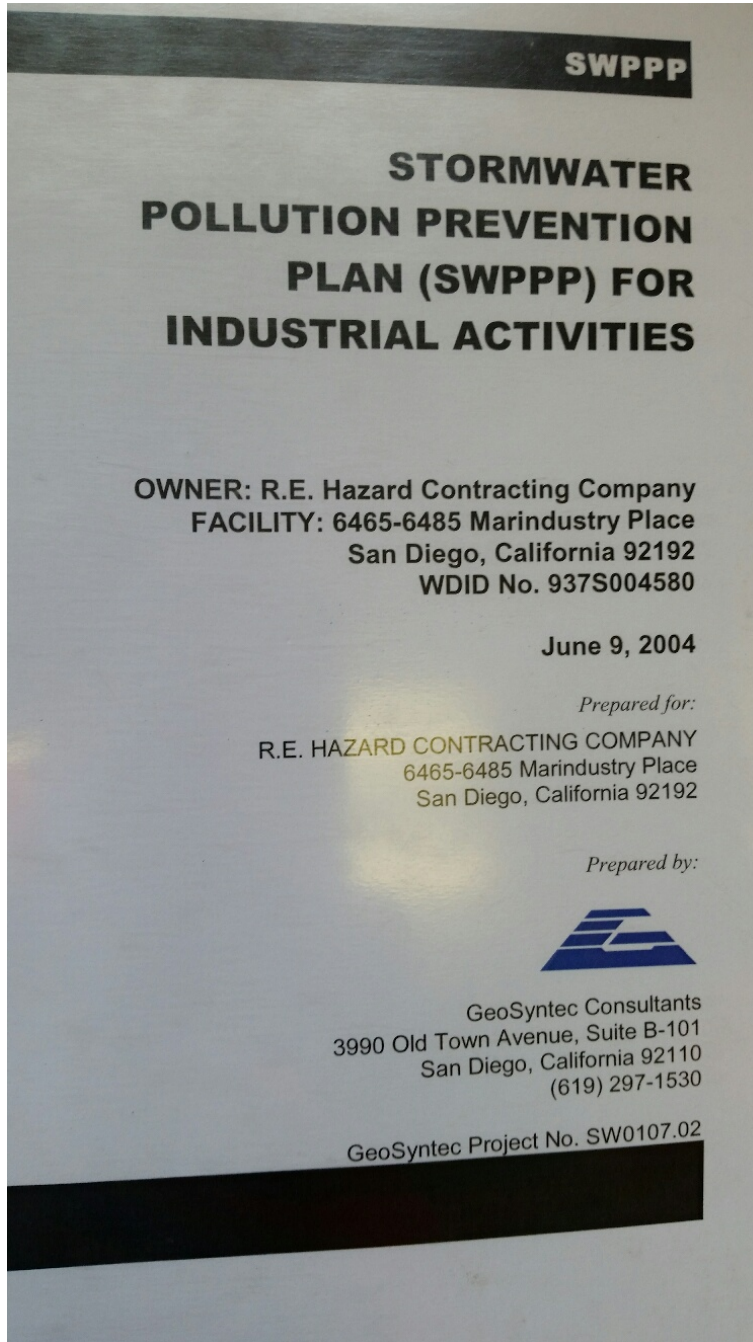 SWPPP
STORMWATER
POLLUTION PREVENTION
PLAN (SWPPP) FOR
INDUSTRIAL ACTIVITIES
OWNER: R.E. Hazard Contracting Company
FACILITY: 6465-6485 Marindustry Place
San Diego, California 92192
WDID No. 937S004580
June 9, 2004
Prepared for:
R.E. HAZARD CONTRACTING COMPANY
6465-6485 Marindustry Place
San Diego, California 92192
Prepared by:
GeoSyntec Consultants
3990 Old Town Avenue, Suite B-101
San Diego, California 92110
(619) 297-1530
GeoSyntec Project No. SW0107.02